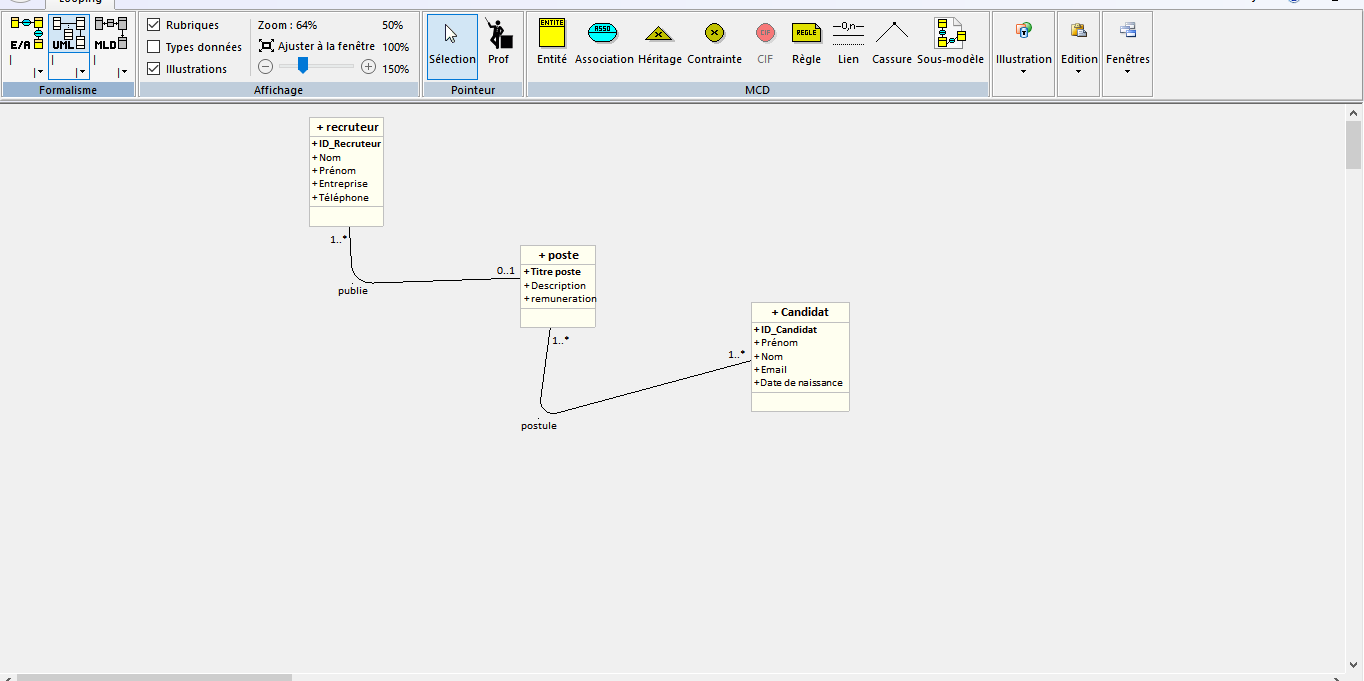 Looping
E/A UML MLD
Formalisme
Rubriques
Types données
Illustrations
Zoom : 64% 50%
Ajuster à la fenêtre 100%
150%
Affichage
Sélection Prof
Pointeur
ENTITE ASSO CIF REGLE —0,n—
Entité Association Héritage Contrainte CIF Règle Lien Cassure Sous-modèle
MCD
Illustration Edition Fenêtres
+ recruteur
+ ID_Recruteur
+ Nom
+ Prénom
+ Entreprise
+ Téléphone
1..*
publie
0..1
+ poste
+ Titre poste
+ Description
+ remuneration
1..*
postule
1..*
+ Candidat
+ ID_Candidat
+ Prénom
+ Nom
+ Email
+ Date de naissance